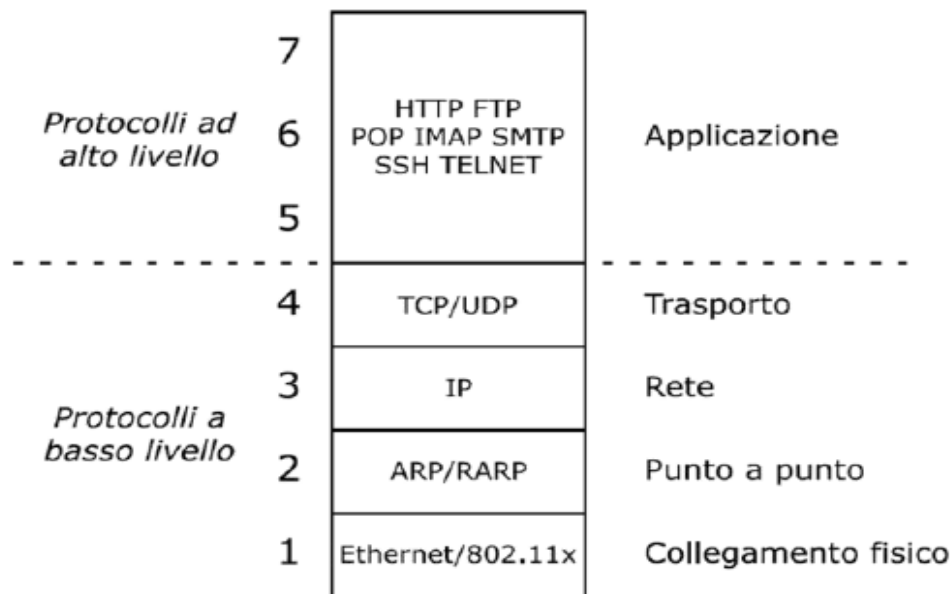 7
Protocolli ad
alto livello
6
5
HTTP FTP
POP IMAP SMTP
SSH TELNET
Applicazione
4
TCP/UDP
Trasporto
Protocolli a
basso livello
3
IP
Rete
2
ARP/RARP
Punto a punto
1
Ethernet/802.11x
Collegamento fisico